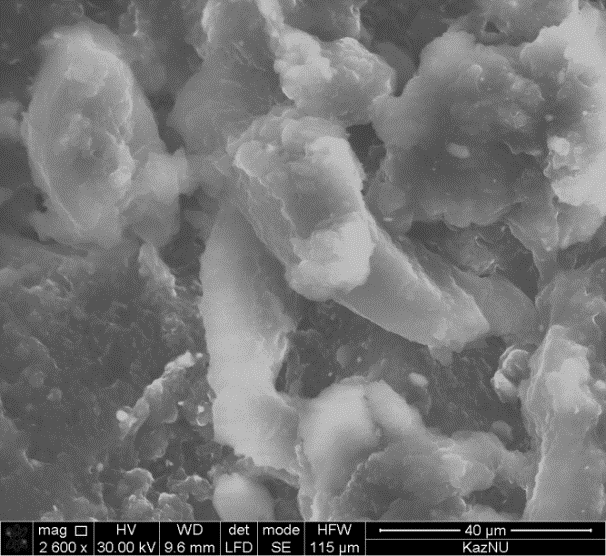 mag HV WD det mode HFW 40 µm
2 600 x 30.00 kV 9.6 mm LFD SE 115 µm KazNU